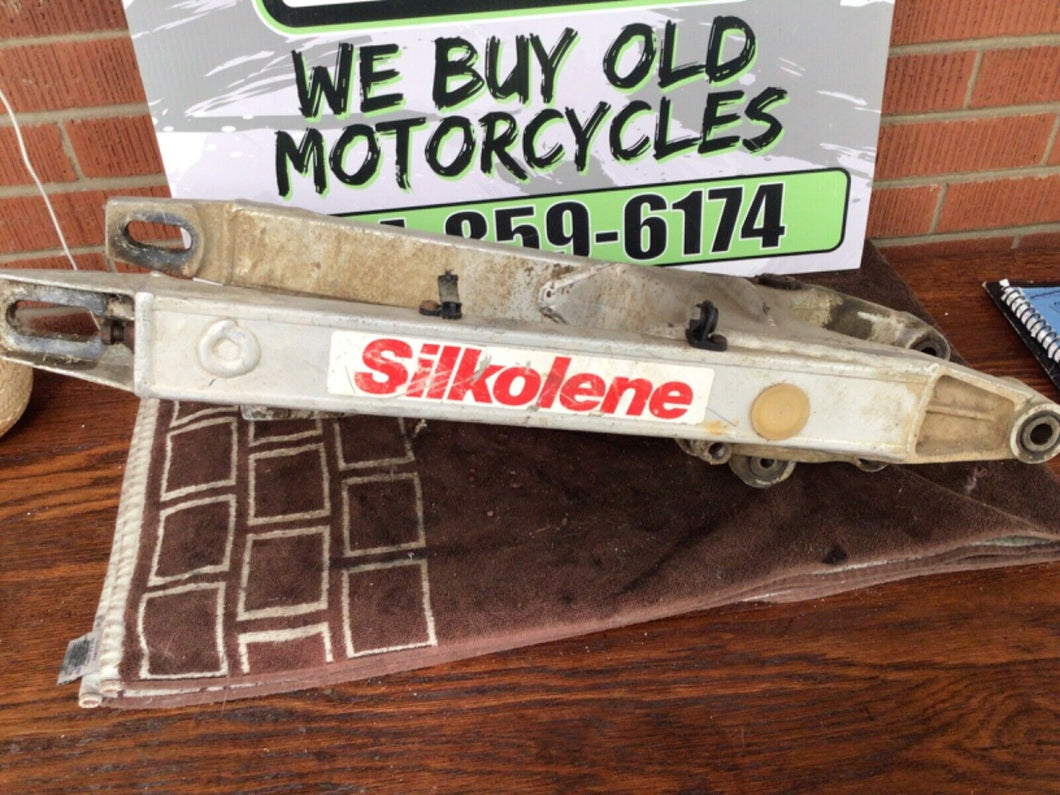 WE BUY OLD
MOTORCYCLES
859-6174
Silkolene